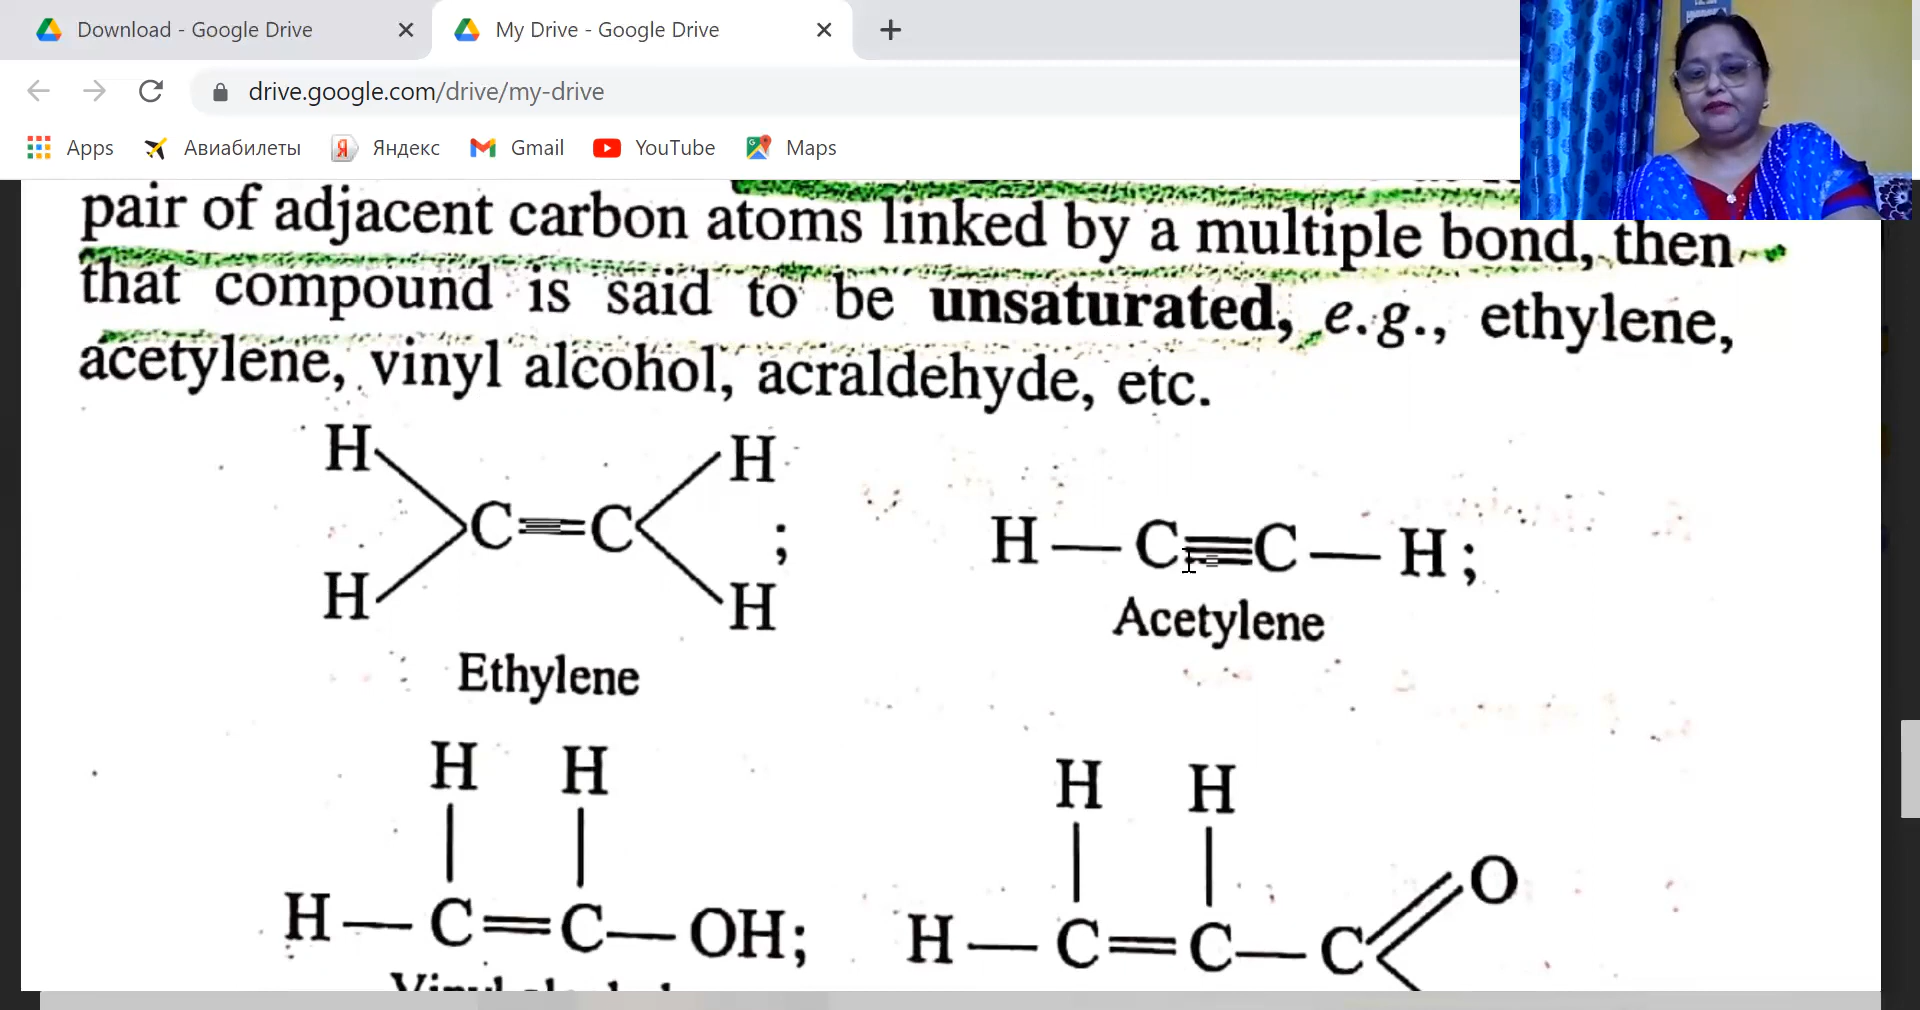 Download - Google Drive
My Drive - Google Drive
drive.google.com/drive/my-drive
Apps
Авиабилеты
Яндекс
Gmail
YouTube
Maps
pair of adjacent carbon atoms linked by a multiple bond, then
that compound is said to be unsaturated, e.g., ethylene,
acetylene, vinyl alcohol, acraldehyde, etc.
H H
C=C ;
H H
Ethylene
H—C≡C—H;
Acetylene
H H
H—C=C—OH;
H H
O
H—C=C—C